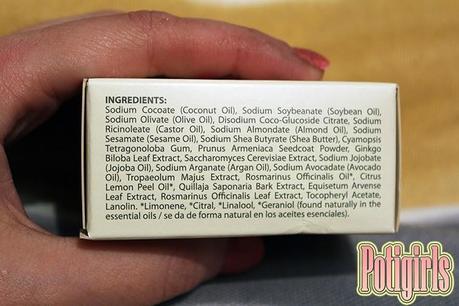 INGREDIENTS:
Sodium Cocoate (Coconut Oil), Sodium Soybeanate (Soybean Oil),
Sodium Olivate (Olive Oil), Disodium Coco-Glucoside Citrate, Sodium
Ricinoleate (Castor Oil), Sodium Almondate (Almond Oil), Sodium
Sesamate (Sesame Oil), Sodium Shea Butyrate (Shea Butter), Cyamopsis
Tetragonoloba Gum, Prunus Armeniaca Seedcoat Powder, Ginkgo
Biloba Leaf Extract, Saccharomyces Cerevisiae Extract, Sodium Jojobate
(Jojoba Oil), Sodium Arganate (Argan Oil), Sodium Avocadate (Avocado
Oil), Tropaeolum Majus Extract, Rosmarinus Officinalis Oil*, Citrus
Lemon Peel Oil*, Quillaja Saponaria Bark Extract, Equisetum Arvense
Leaf Extract, Rosmarinus Officinalis Leaf Extract, Tocopheryl Acetate,
Lanolin. *Limonene, *Citral, *Linalool, *Geraniol (found naturally in
the essential oils / se da de forma natural en los aceites esenciales).
Potigirls